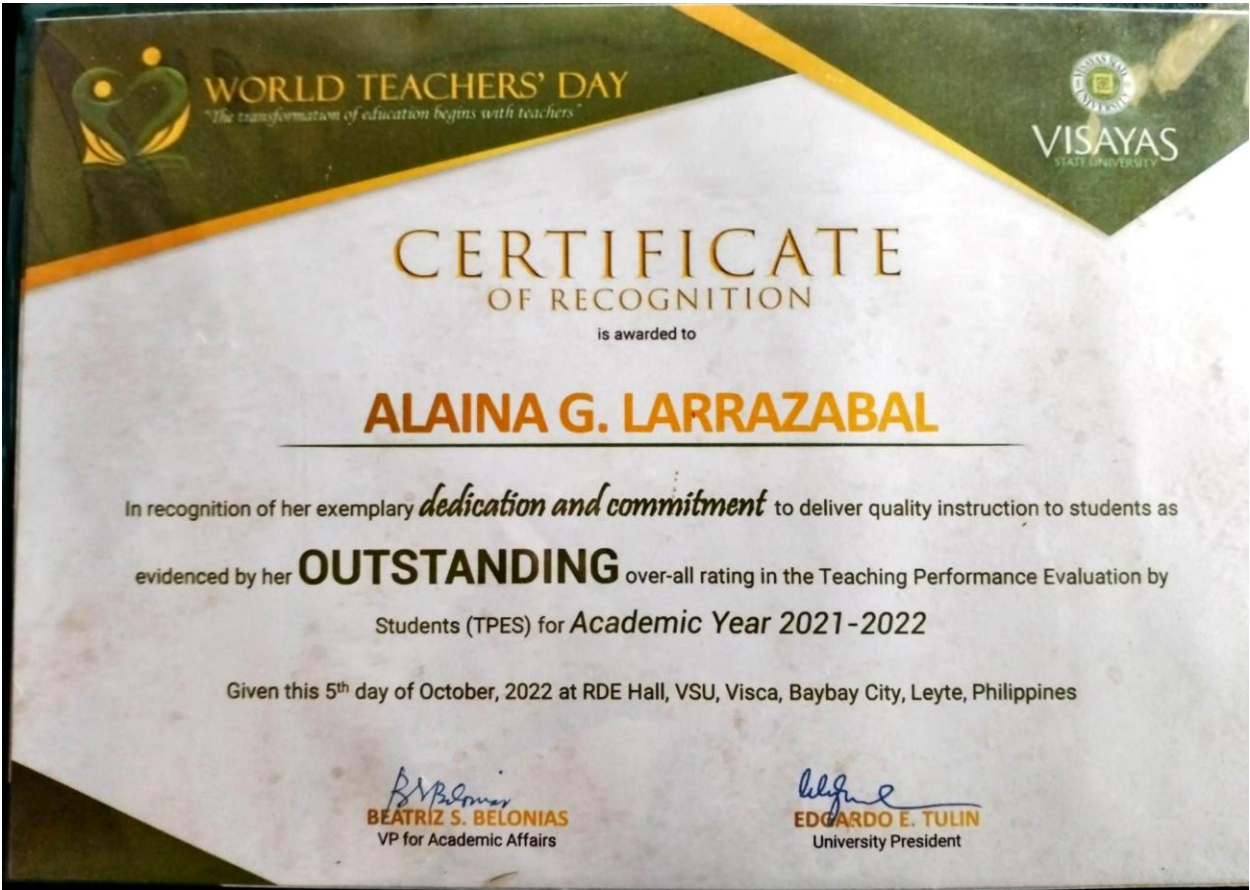 WORLD TEACHERS' DAY
"The transformation of education begins with teachers"
VISAYAS STATE UNIVERSITY
VISAYAS
STATE UNIVERSITY
CERTIFICATE
OF RECOGNITION
is awarded to
ALAINA G. LARRAZABAL
In recognition of her exemplary dedication and commitment to deliver quality instruction to students as
evidenced by her OUTSTANDING over-all rating in the Teaching Performance Evaluation by
Students (TPES) for Academic Year 2021-2022
Given this 5th day of October, 2022 at RDE Hall, VSU, Visca, Baybay City, Leyte, Philippines
BSBelonias
BEATRIZ S. BELONIAS
VP for Academic Affairs
EDGARDO E. TULIN
University President